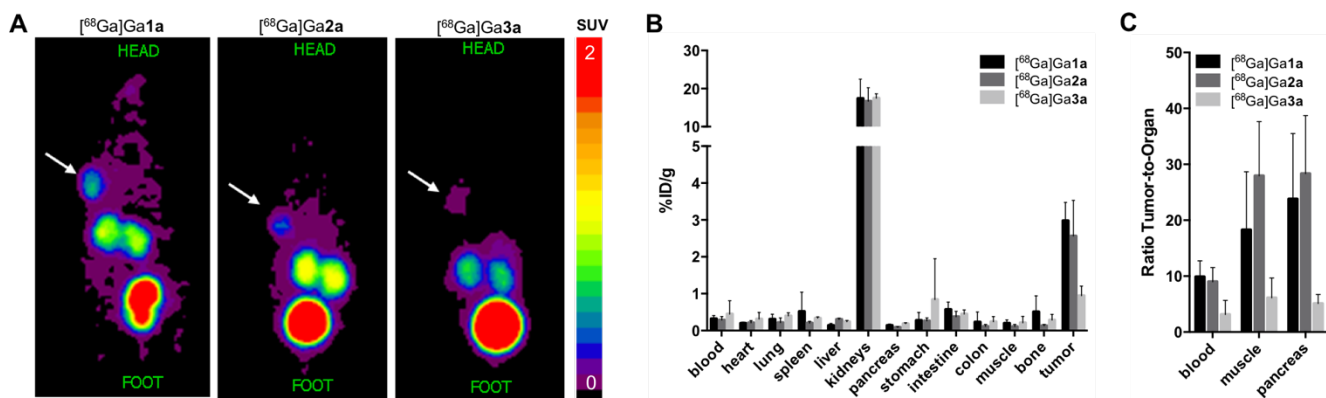 A
[⁶⁸Ga]Ga1a
[⁶⁸Ga]Ga2a
[⁶⁸Ga]Ga3a
SUV
HEAD
HEAD
HEAD
2
0
FOOT
FOOT
FOOT
B
[⁶⁸Ga]Ga1a
[⁶⁸Ga]Ga2a
[⁶⁸Ga]Ga3a
%ID/g
30
20
10
5
4
3
2
1
0
blood
heart
lung
spleen
liver
kidneys
pancreas
stomach
intestine
colon
muscle
bone
tumor
C
[⁶⁸Ga]Ga1a
[⁶⁸Ga]Ga2a
[⁶⁸Ga]Ga3a
Ratio Tumor-to-Organ
50
40
30
20
10
0
blood
muscle
pancreas